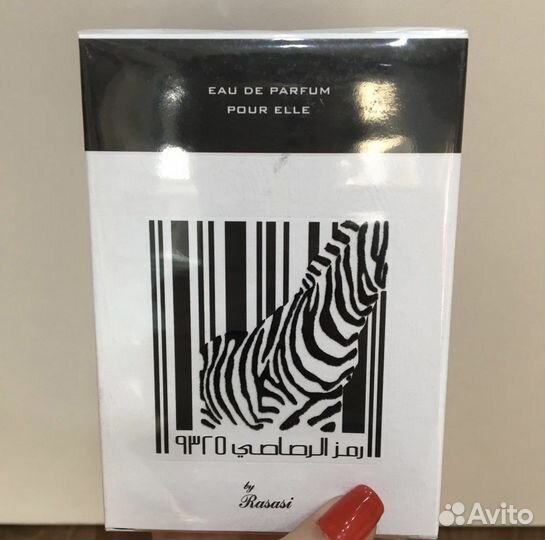 EAU DE PARFUM
POUR ELLE
رمز الرصاصي ٩٣٢٥
by
Rasasi
Avito